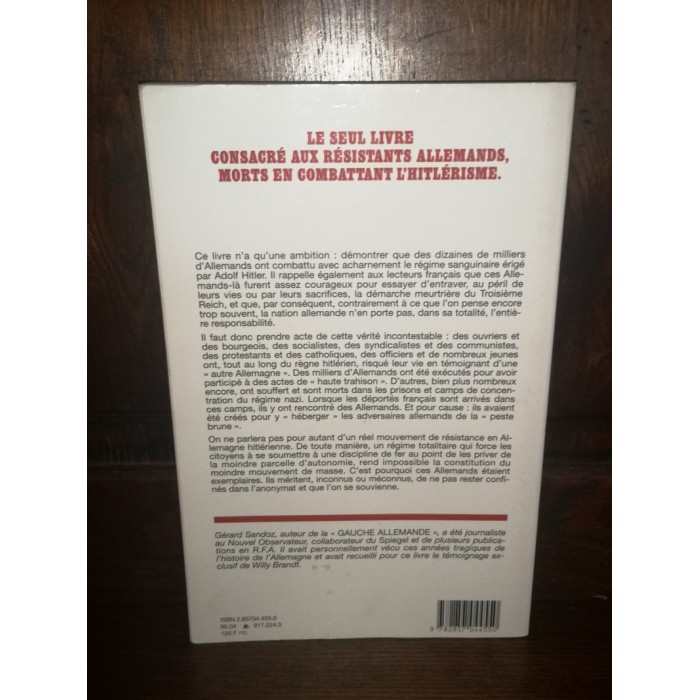 LE SEUL LIVRE
CONSACRÉ AUX RÉSISTANTS ALLEMANDS,
MORTS EN COMBATTANT L'HITLÉRISME.
Ce livre n'a qu'une ambition : démontrer que des dizaines de milliers
d'Allemands ont combattu avec acharnement le régime sanguinaire érigé
par Adolf Hitler. Il rappelle également aux lecteurs français que ces Alle-
mands-là furent assez courageux pour essayer d'entraver, au péril de
leurs vies ou par leurs sacrifices, la démarche meurtrière du Troisième
Reich, et que, par conséquent, contrairement à ce que l'on pense encore
trop souvent, la nation allemande n'en porte pas, dans sa totalité, l'entiè-
re responsabilité.
Il faut donc prendre acte de cette vérité incontestable : des ouvriers et
des bourgeois, des socialistes, des syndicalistes et des communistes,
des protestants et des catholiques, des officiers et de nombreux jeunes
ont, tout au long du règne hitlérien, risqué leur vie en témoignant d'une
« autre Allemagne ». Des milliers d'Allemands ont été exécutés pour avoir
participé à des actes de « haute trahison ». D'autres, bien plus nombreux
encore, ont souffert et sont morts dans les prisons et camps de concen-
tration du régime nazi. Lorsque les déportés français sont arrivés dans
ces camps, ils y ont rencontré des Allemands. Et pour cause : ils avaient
été créés pour y « héberger » les adversaires allemands de la « peste
brune ».
On ne parlera pas pour autant d'un réel mouvement de résistance en Al-
lemagne hitlérienne. De toute manière, un régime totalitaire qui force les
citoyens à se soumettre à une discipline de fer au point de les priver de
la moindre parcelle d'autonomie, rend impossible la constitution du
moindre mouvement de masse. C'est pourquoi ces Allemands étaient
exemplaires. Ils méritent, inconnus ou méconnus, de ne pas rester confi-
nés dans l'anonymat et que l'on se souvienne.
Gérard Sandoz, auteur de la « GAUCHE ALLEMANDE », a été journaliste
au Nouvel Observateur, collaborateur du Spiegel et de plusieurs publica-
tions en R.F.A. Il avait personnellement vécu ces années tragiques de
l'histoire de l'Allemagne et avait recueilli pour ce livre le témoignage ex-
clusif de Willy Brandt.
ISBN 2.85704.455.0
95.04 917.224.3
120 F TTC
9 782857 044550